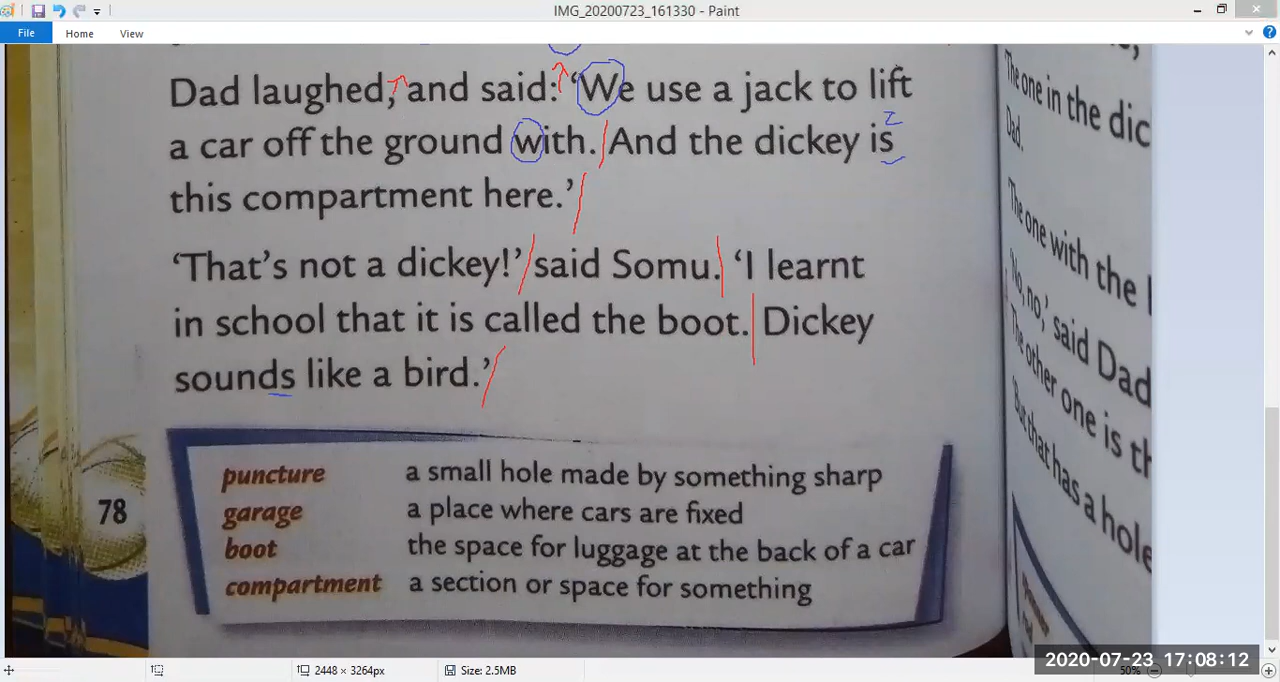 IMG_20200723_161330 - Paint
File Home View
Dad laughed, and said: ‘We use a jack to lift
a car off the ground with. And the dickey is
z
this compartment here.’
‘That’s not a dickey!’ said Somu. ‘I learnt
in school that it is called the boot. Dickey
sounds like a bird.’
puncture a small hole made by something sharp
garage a place where cars are fixed
boot the space for luggage at the back of a car
compartment a section or space for something
78
The one in the dic
Dad.
The one with the
‘No, no,’ said Dad
The other one is th
‘But that has a hole
2448 × 3264px Size: 2.5MB 50%
2020-07-23 17:08:12